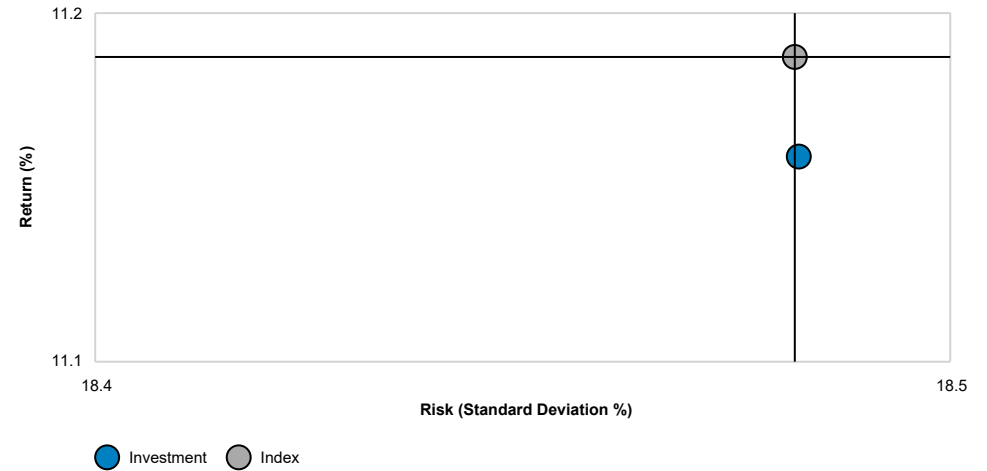 11.2
Return (%)
11.1
18.4
18.5
Risk (Standard Deviation %)
Investment
Index